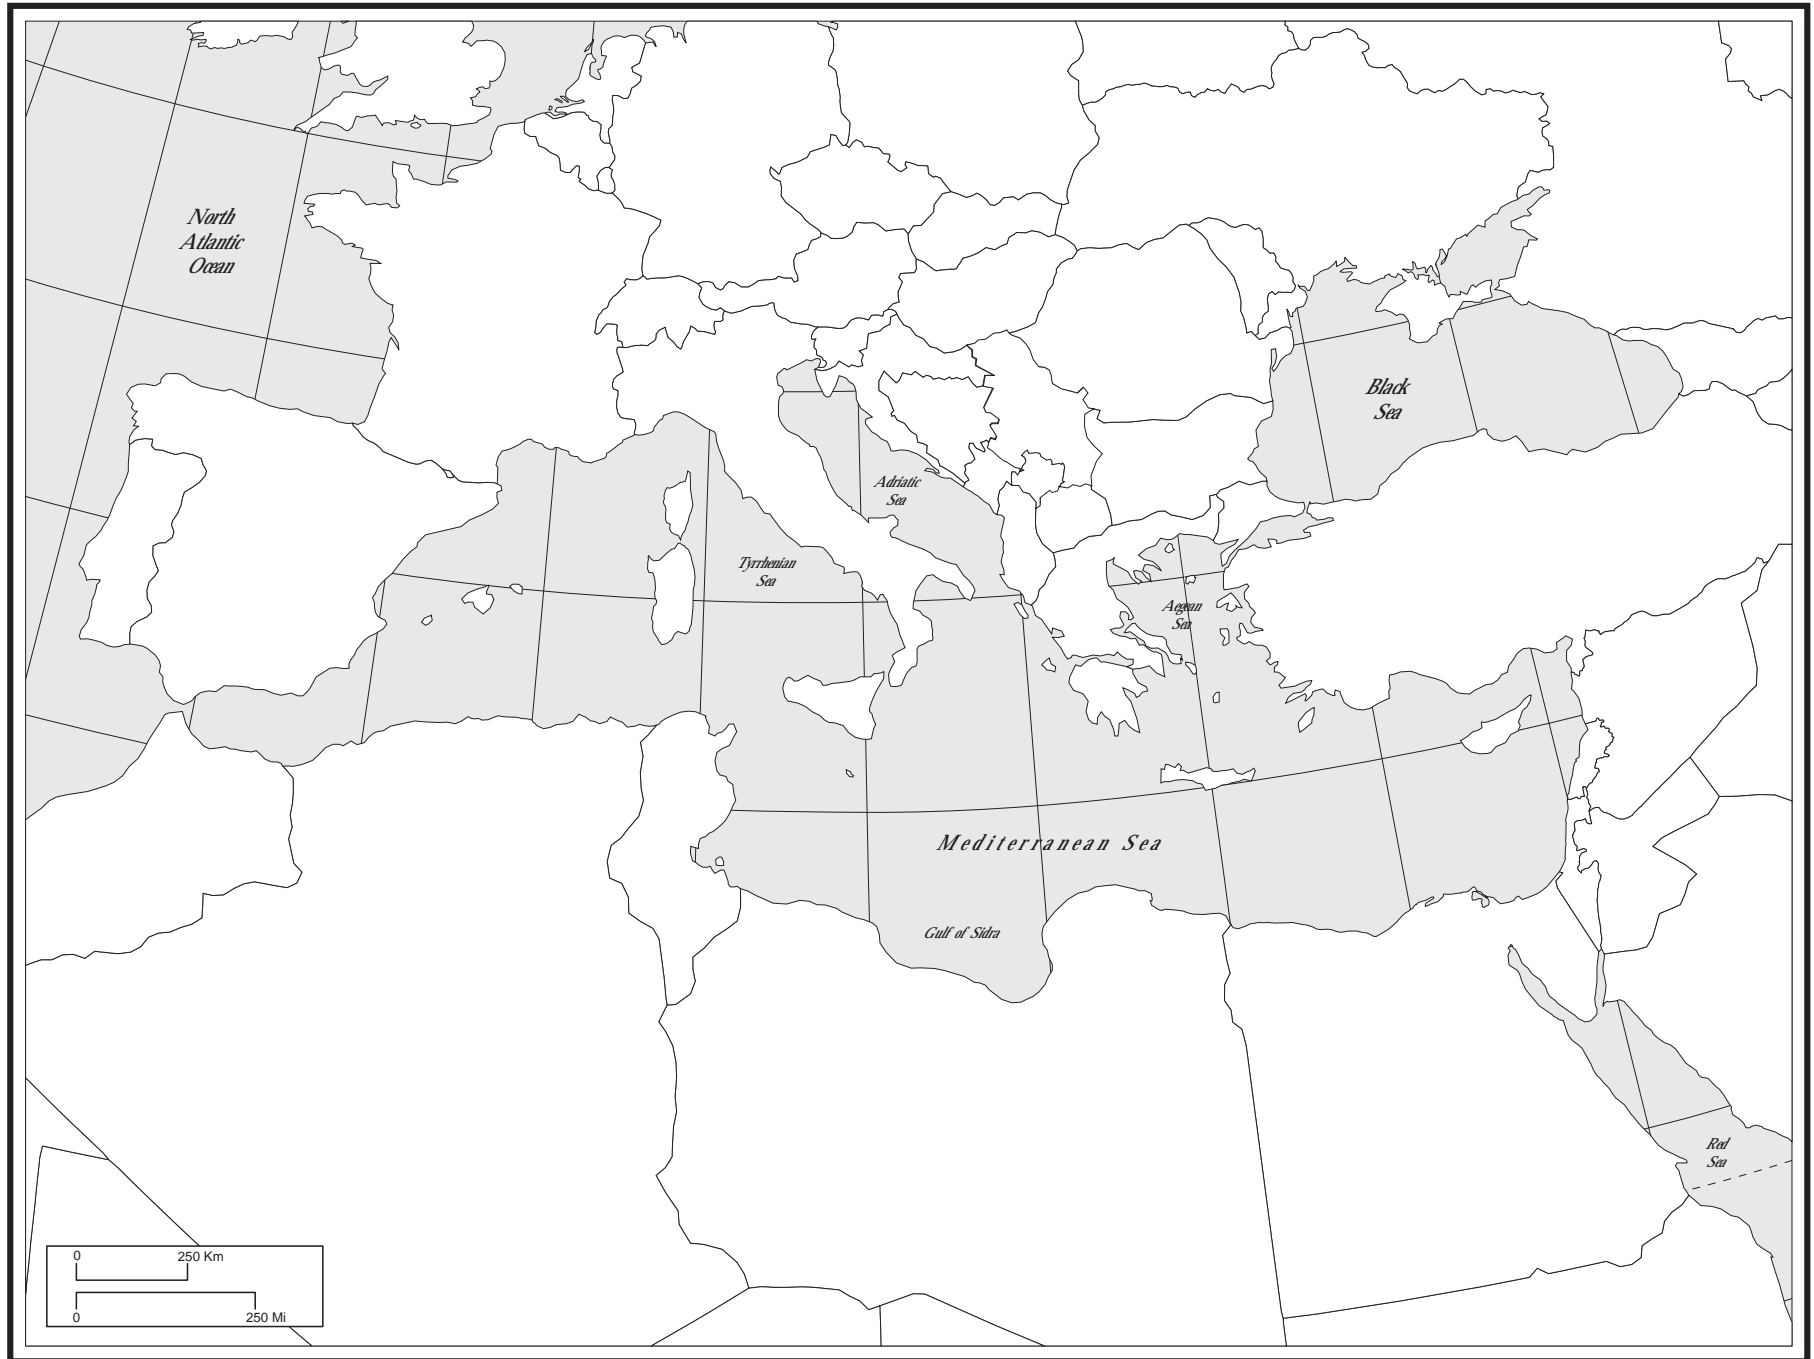 North
Atlantic
Ocean
Black
Sea
Adriatic
Sea
Tyrrhenian
Sea
Aegean
Sea
Mediterranean Sea
Gulf of Sidra
Red
Sea
0 250 Km
0 250 Mi